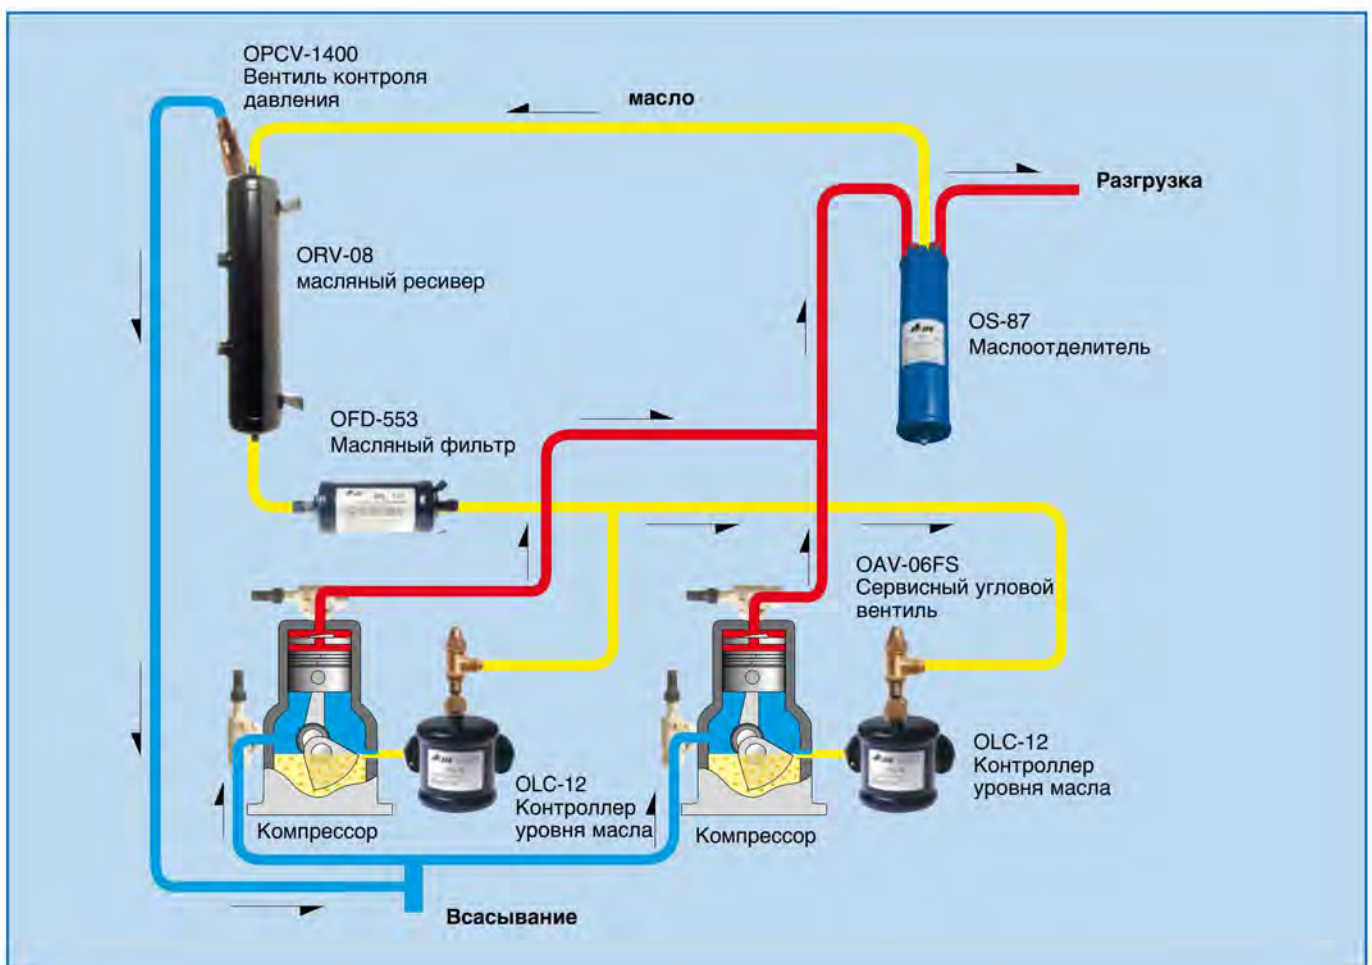 OPCV-1400
Вентиль контроля
давления
масло
Разгрузка
ORV-08
масляный ресивер
OS-87
Маслоотделитель
OFD-553
Масляный фильтр
OAV-06FS
Сервисный угловой
вентиль
OLC-12
Контроллер
уровня масла
OLC-12
Контроллер
уровня масла
Компрессор
Компрессор
Всасывание